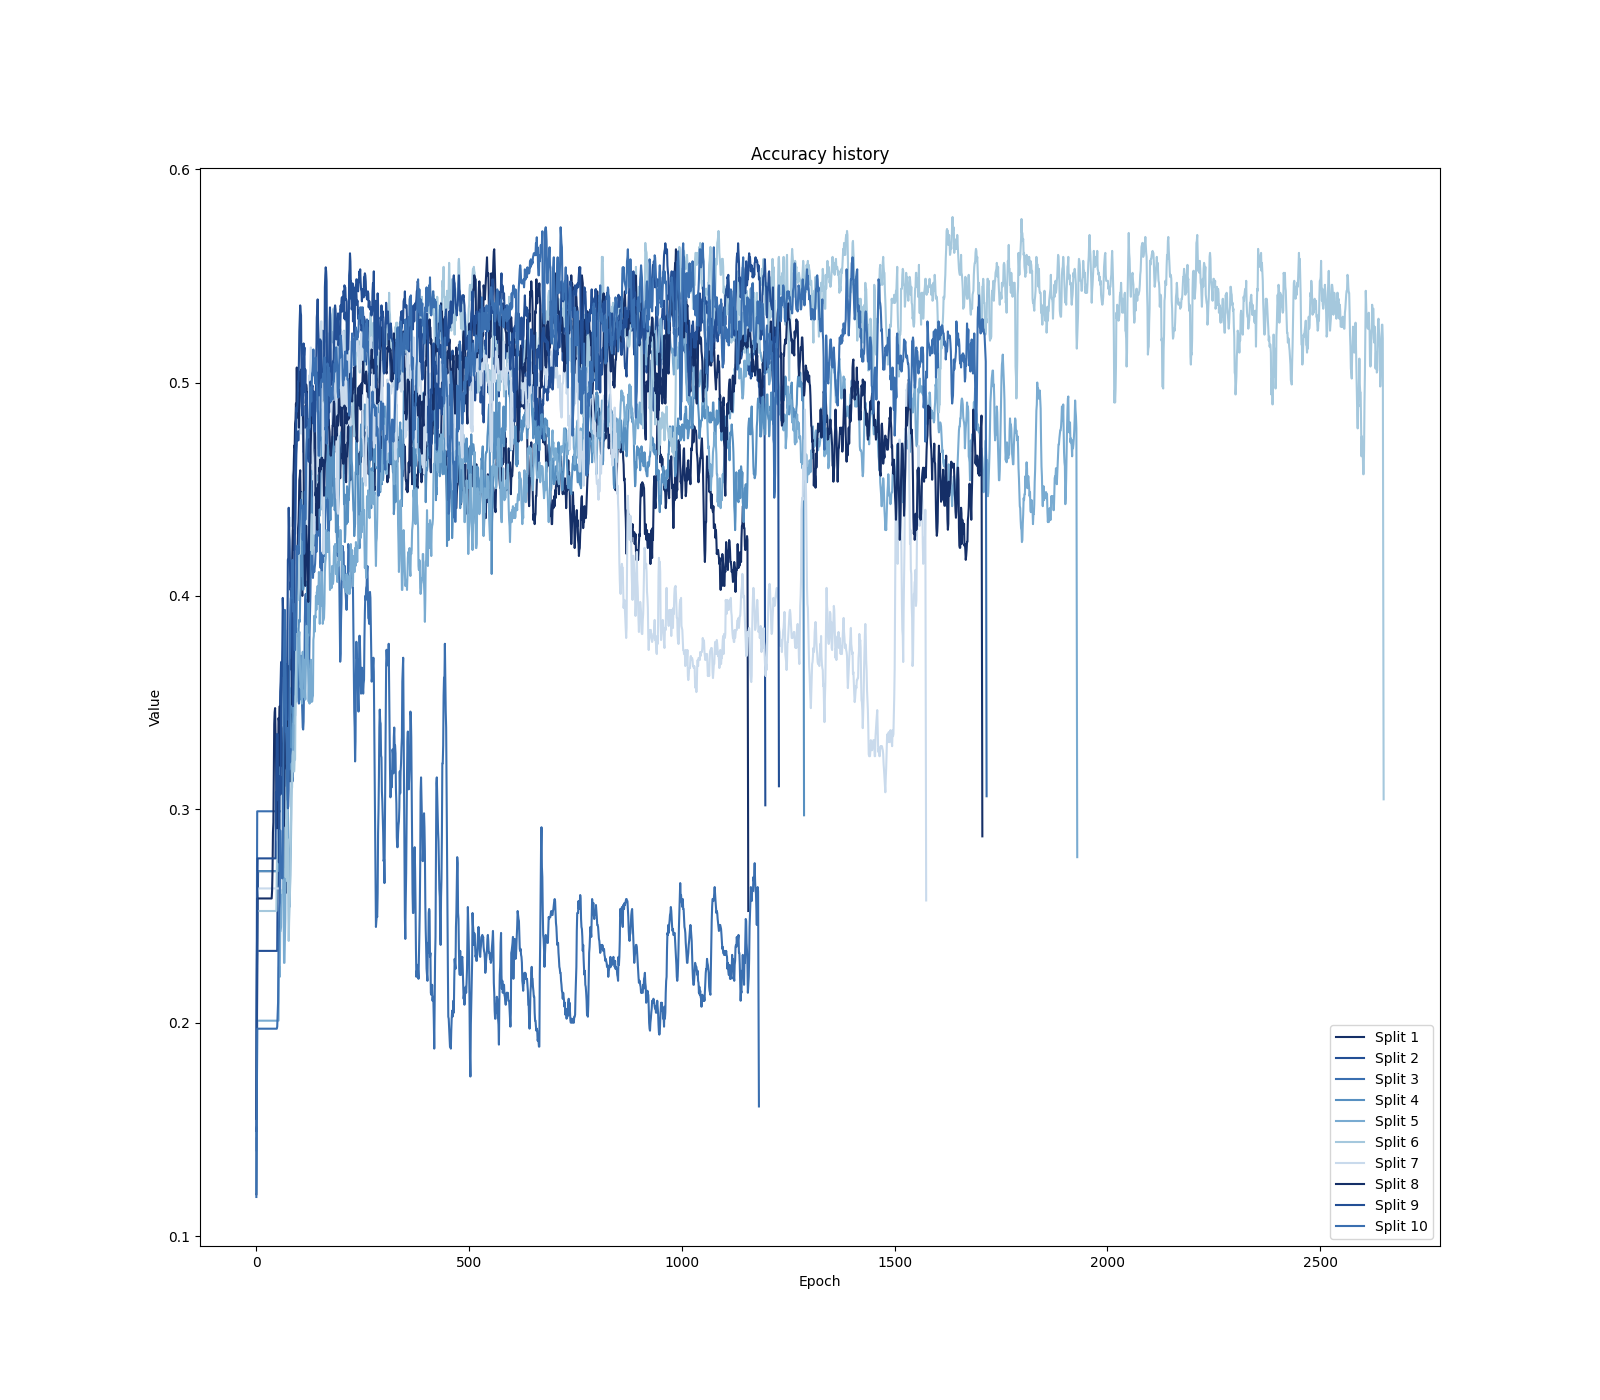 Accuracy history
0.6
0.5
0.4
0.3
0.2
0.1
Value
0 500 1000 1500 2000 2500
Epoch
Split 1
Split 2
Split 3
Split 4
Split 5
Split 6
Split 7
Split 8
Split 9
Split 10